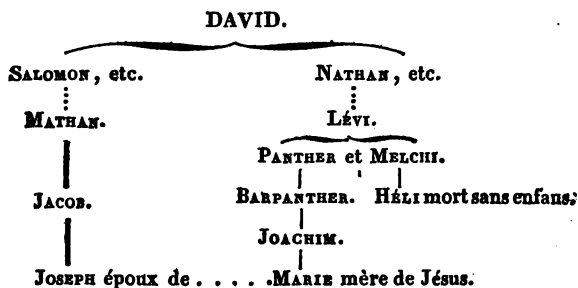 DAVID.
SALOMON, etc. NATHAN, etc.
MATHAN. LÉVI.
PANTHER et MELCHI.
JACOB. BARPANTHER. HÉLI mort sans enfans.
JOACHIM.
JOSEPH époux de . . . . . MARIE mère de Jésus.